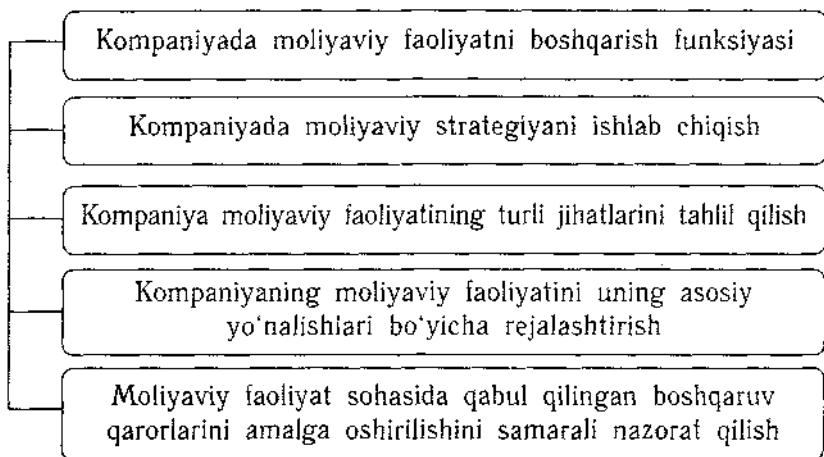 Kompaniyada moliyaviy faoliyatni boshqarish funksiyasi
Kompaniyada moliyaviy strategiyani ishlab chiqish
Kompaniya moliyaviy faoliyatining turli jihatlarini tahlil qilish
Kompaniyaning moliyaviy faoliyatini uning asosiy
yo‘nalishlari bo‘yicha rejalashtirish
Moliyaviy faoliyat sohasida qabul qilingan boshqaruv
qarorlarini amalga oshirilishini samarali nazorat qilish